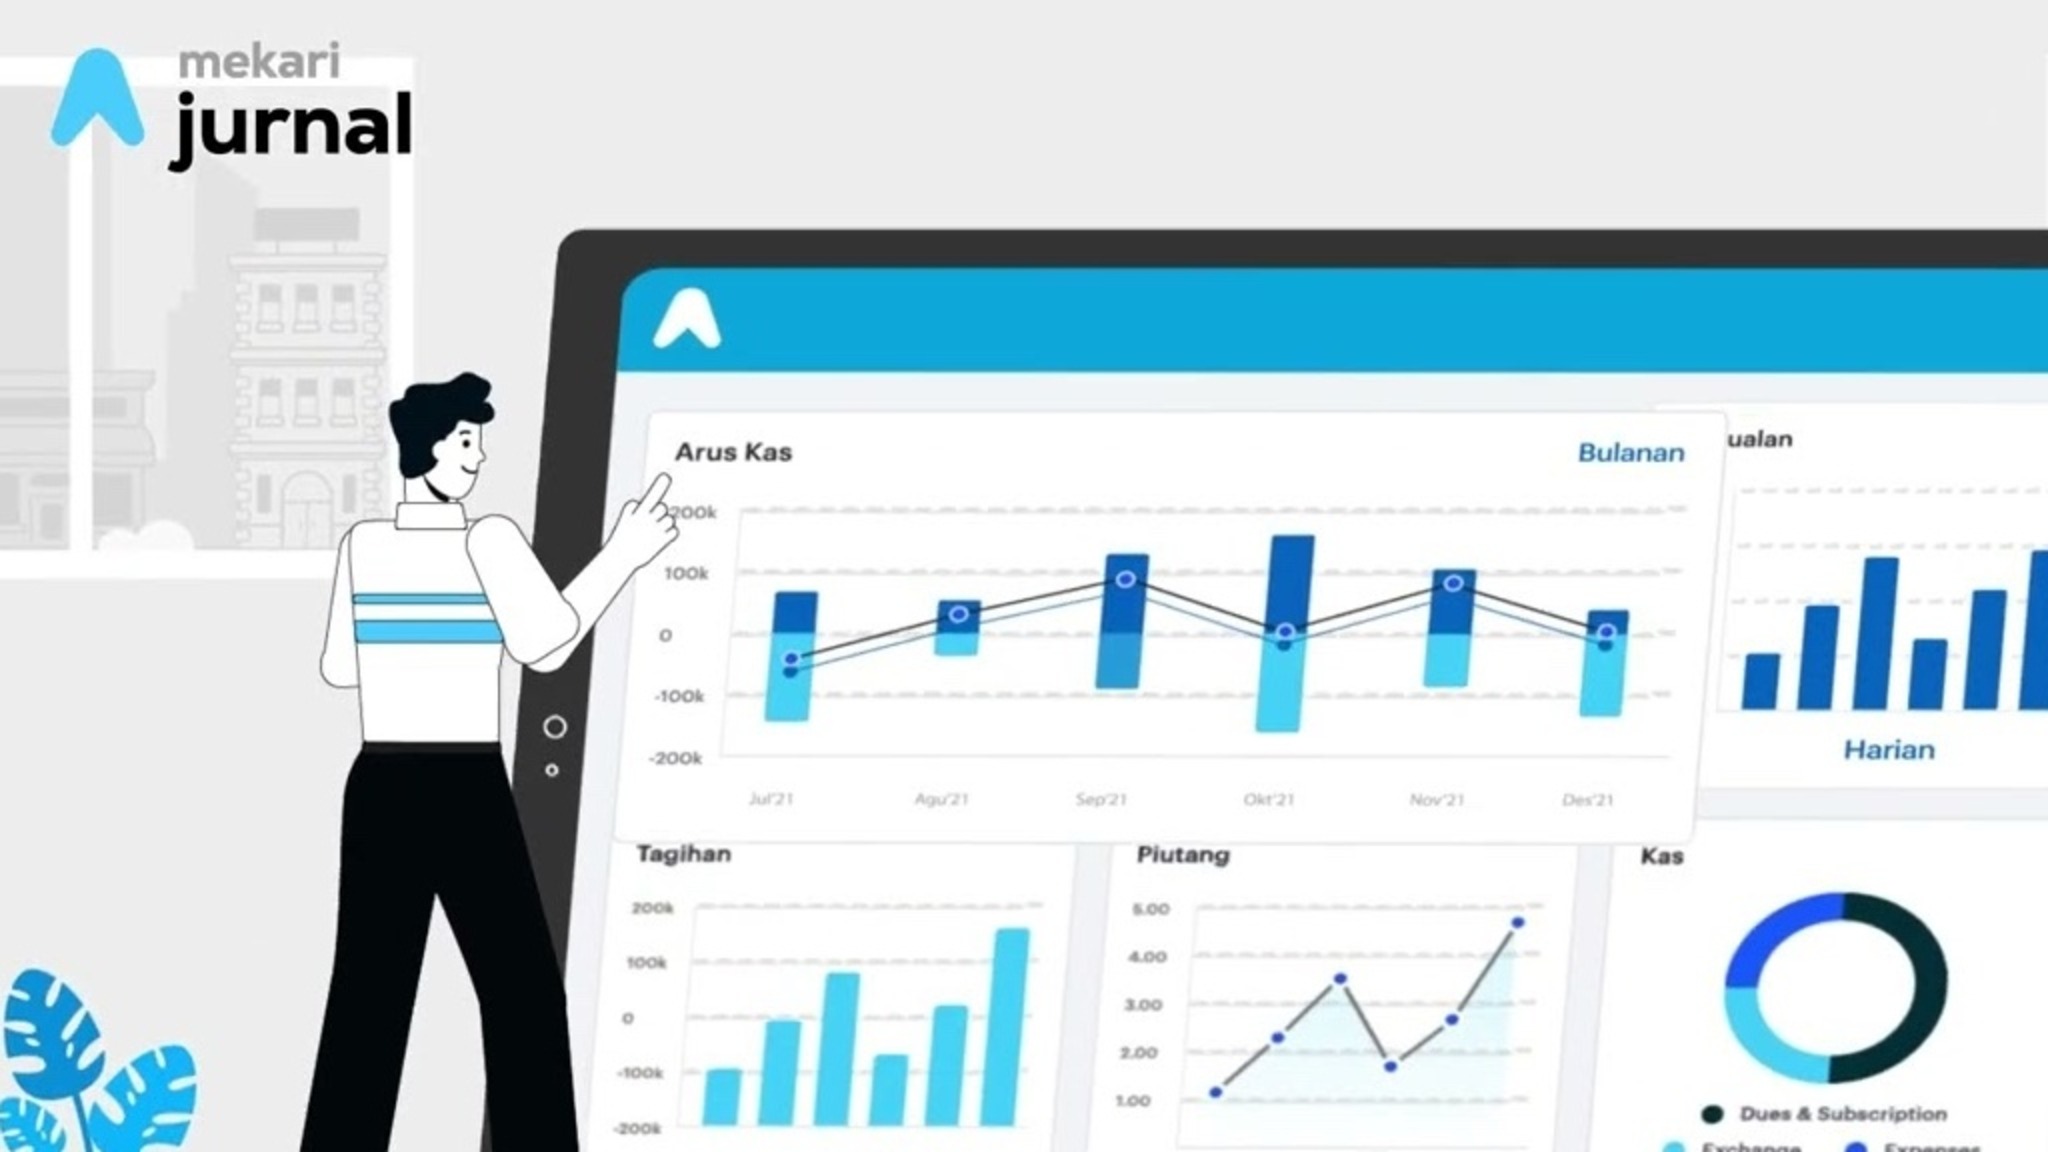 mekari
jurnal
Arus Kas
Bulanan
200k
100k
0
-100k
-200k
Jul'21
Agu'21
Sep'21
Okt'21
Nov'21
Des'21
ualan
Harian
Tagihan
200k
100k
0
-100k
-200k
Piutang
5.00
4.00
3.00
2.00
1.00
Kas
Dues & Subscription
Exchange
Expenses